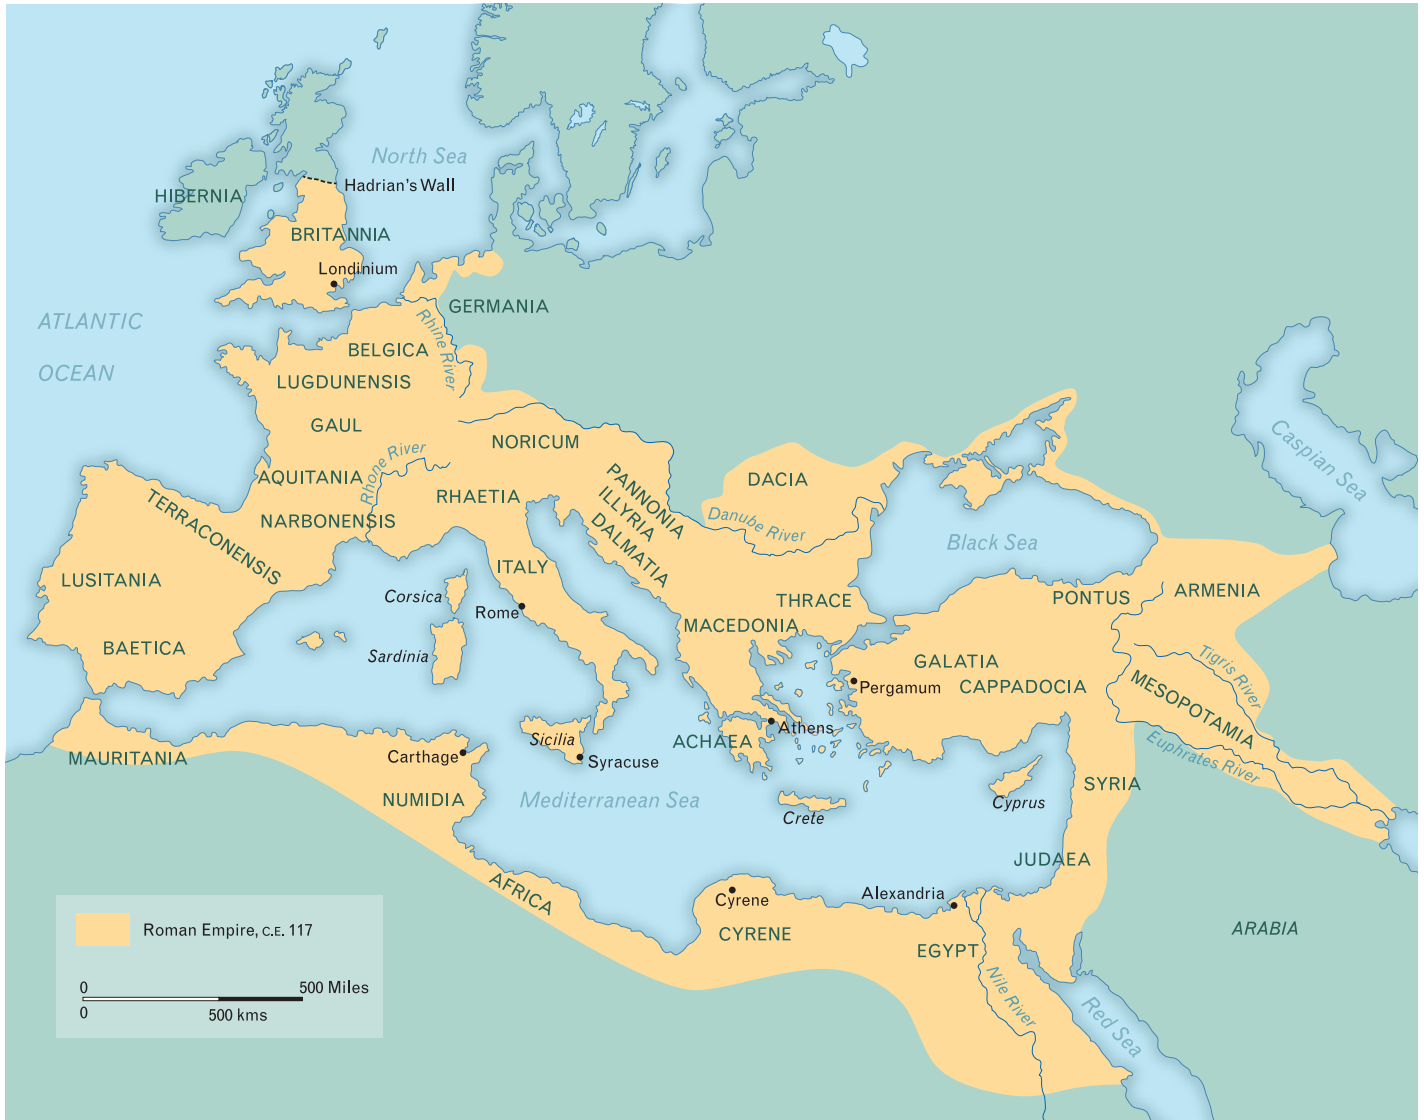 North Sea
HIBERNIA
Hadrian's Wall
BRITANNIA
Londinium
ATLANTIC
OCEAN
GERMANIA
Rhine River
BELGICA
LUGDUNENSIS
GAUL
NORICUM
Rhone River
AQUITANIA
RHAETIA
NARBONENSIS
TERRACONENSIS
PANNONIA
ILLYRIA
DALMATIA
DACIA
Danube River
Black Sea
Caspian Sea
LUSITANIA
BAETICA
ITALY
Corsica
Rome
Sardinia
THRACE
MACEDONIA
PONTUS
ARMENIA
GALATIA
CAPPADOCIA
Pergamum
Tigris River
MESOPOTAMIA
Euphrates River
Athens
ACHAEA
Sicilia
Syracuse
MAURITANIA
Carthage
NUMIDIA
Mediterranean Sea
Crete
Cyprus
SYRIA
JUDAEA
AFRICA
Cyrene
CYRENE
Alexandria
EGYPT
Nile River
Red Sea
ARABIA
Roman Empire, C.E. 117
0 500 Miles
0 500 kms